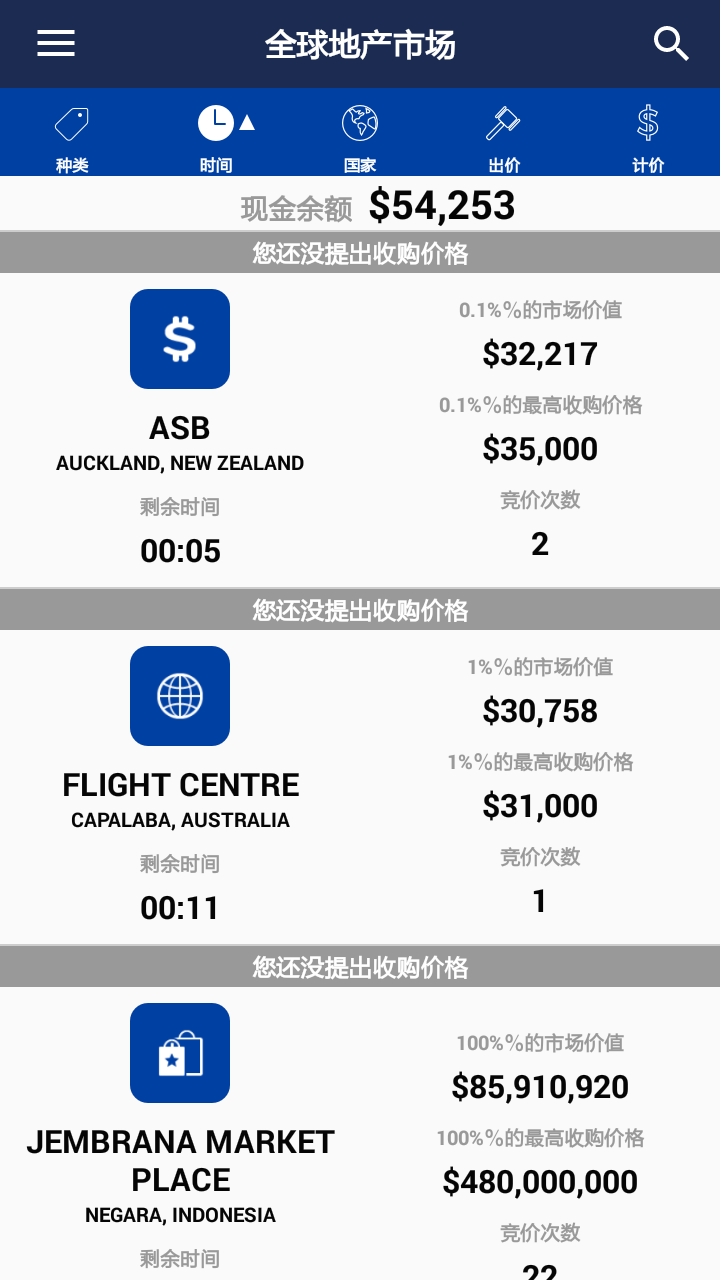 全球地产市场
种类
时间
国家
出价
计价
现金余额 $54,253
您还没提出收购价格
0.1%%的市场价值
$32,217
0.1%%的最高收购价格
$35,000
竞价次数
2
ASB
AUCKLAND, NEW ZEALAND
剩余时间
00:05
您还没提出收购价格
1%%的市场价值
$30,758
1%%的最高收购价格
$31,000
竞价次数
1
FLIGHT CENTRE
CAPALABA, AUSTRALIA
剩余时间
00:11
您还没提出收购价格
100%%的市场价值
$85,910,920
100%%的最高收购价格
$480,000,000
竞价次数
22
JEMBRANA MARKET
PLACE
NEGARA, INDONESIA
剩余时间